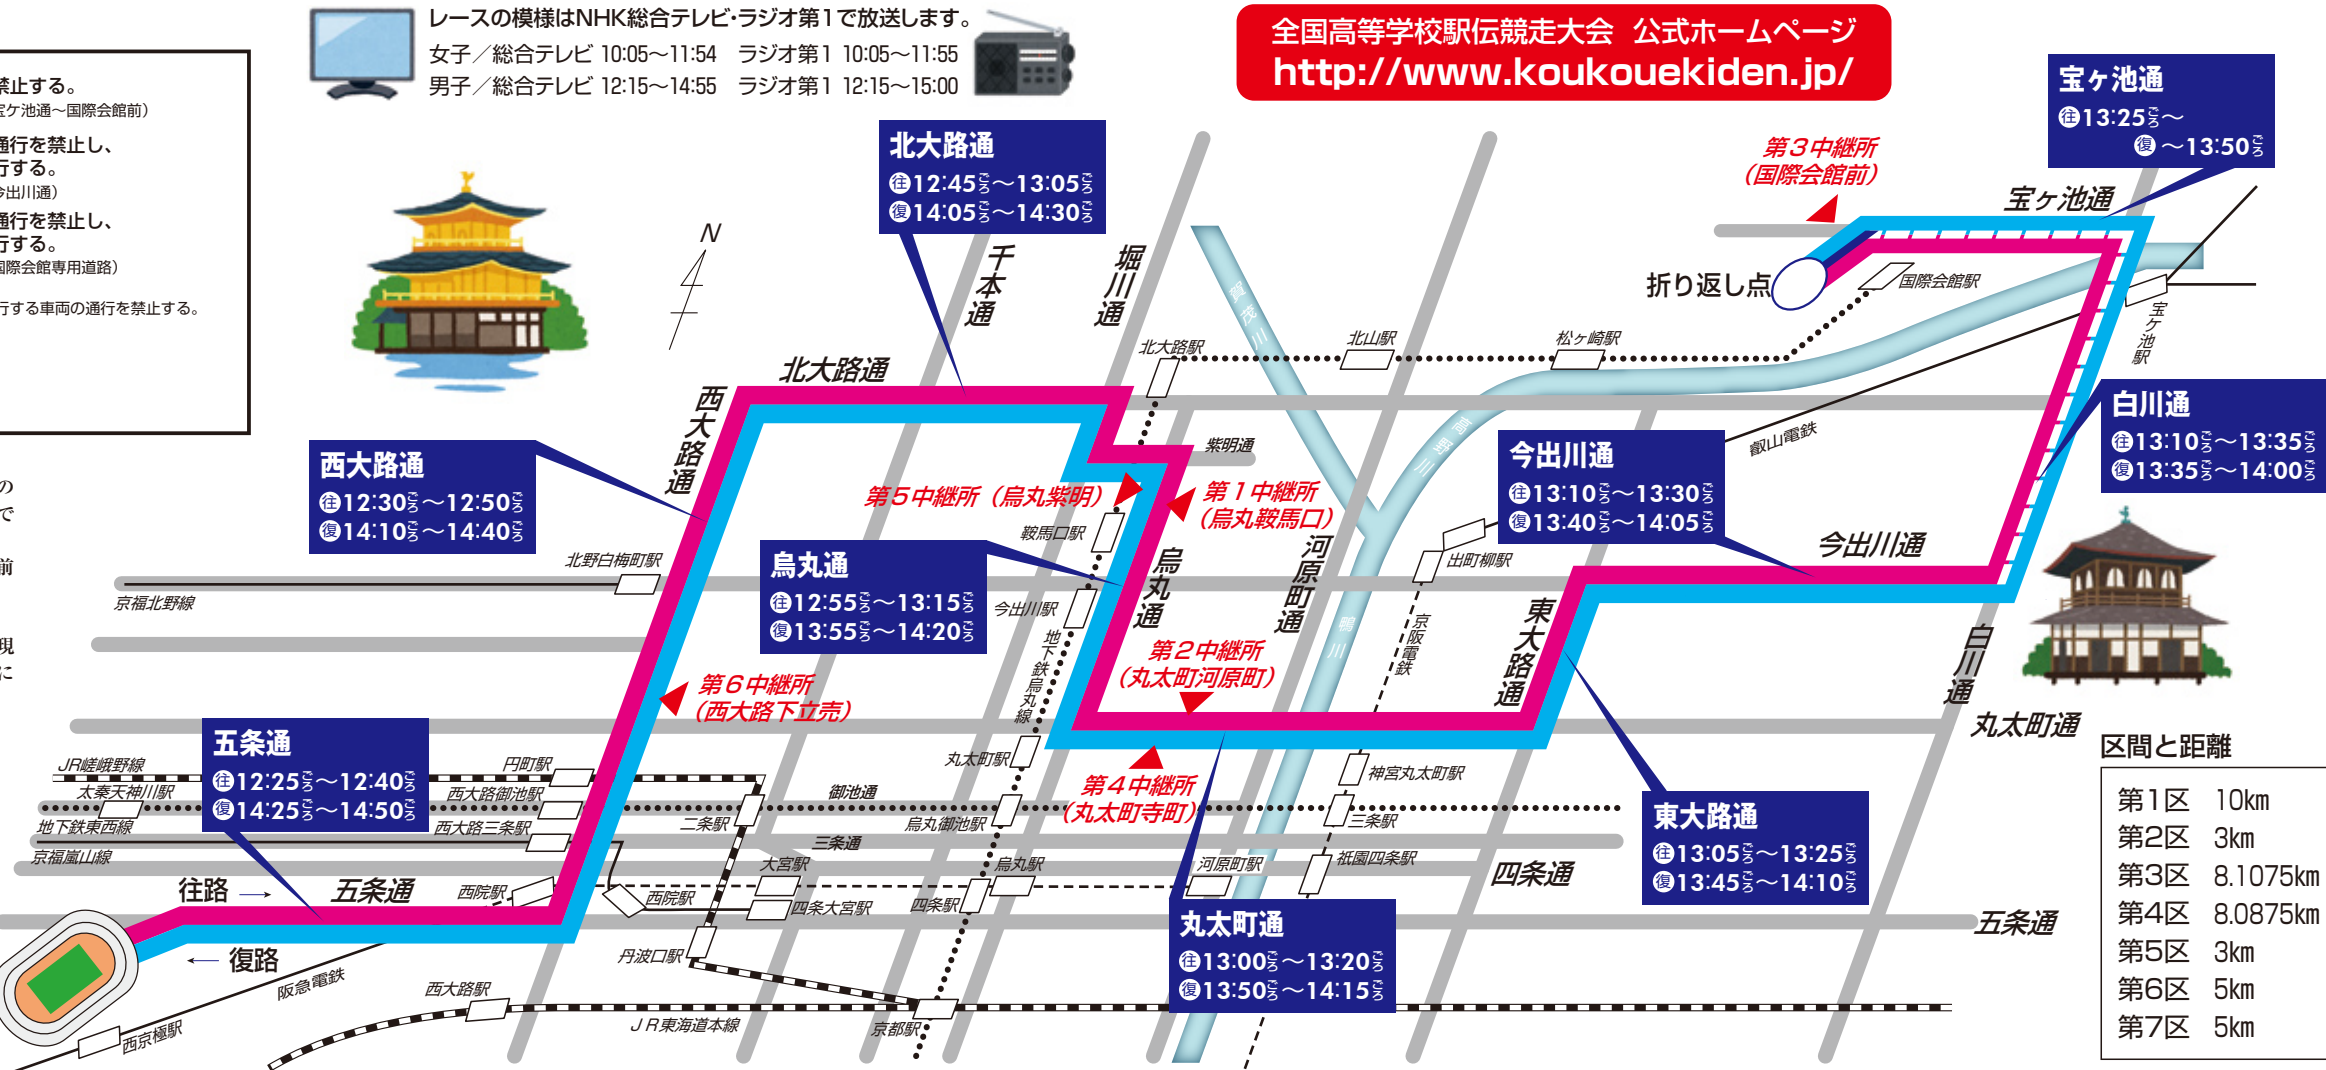 レースの模様はNHK総合テレビ・ラジオ第1で放送します。
女子／総合テレビ 10:05～11:54 ラジオ第1 10:05～11:55
男子／総合テレビ 12:15～14:55 ラジオ第1 12:15～15:00
全国高等学校駅伝競走大会 公式ホームページ
http://www.koukouekiden.jp/
禁止する。
宝ケ池通～国際会館前）
通行を禁止し、
行する。
今出川通）
通行を禁止し、
行する。
国際会館専用道路）
行する車両の通行を禁止する。
の
で
前
現
に
N
宝ヶ池通
往13:25ごろ～
復 ～13:50ごろ
北大路通
往12:45ごろ～13:05ごろ
復14:05ごろ～14:30ごろ
第3中継所
（国際会館前）
宝ヶ池通
千本通
堀川通
折り返し点
国際会館駅
宝ケ池駅
賀茂川
北大路駅
北山駅
松ヶ崎駅
北大路通
西大路通
高野川
叡山電鉄
白川通
往13:10ごろ～13:35ごろ
復13:35ごろ～14:00ごろ
西大路通
往12:30ごろ～12:50ごろ
復14:10ごろ～14:40ごろ
紫明通
今出川通
往13:10ごろ～13:30ごろ
復13:40ごろ～14:05ごろ
第5中継所（烏丸紫明）
第1中継所
（烏丸鞍馬口）
鞍馬口駅
烏丸通
河原町通
出町柳駅
今出川通
北野白梅町駅
京福北野線
烏丸通
往12:55ごろ～13:15ごろ
復13:55ごろ～14:20ごろ
今出川駅
地下鉄烏丸線
鴨川
京阪電鉄
東大路通
白川通
第2中継所
（丸太町河原町）
第6中継所
（西大路下立売）
丸太町通
五条通
往12:25ごろ～12:40ごろ
復14:25ごろ～14:50ごろ
JR嵯峨野線
円町駅
丸太町駅
第4中継所
（丸太町寺町）
神宮丸太町駅
太秦天神川駅
西大路御池駅
御池通
地下鉄東西線
西大路三条駅
二条駅
烏丸御池駅
三条駅
三条通
京福嵐山線
大宮駅
烏丸駅
河原町駅
祇園四条駅
四条通
東大路通
往13:05ごろ～13:25ごろ
復13:45ごろ～14:10ごろ
往路 →
五条通
西院駅
西院駅
四条大宮駅
四条駅
五条通
丸太町通
往13:00ごろ～13:20ごろ
復13:50ごろ～14:15ごろ
← 復路
丹波口駅
阪急電鉄
西大路駅
西京極駅
JR東海道本線
京都駅
区間と距離
第1区 10km
第2区 3km
第3区 8.1075km
第4区 8.0875km
第5区 3km
第6区 5km
第7区 5km